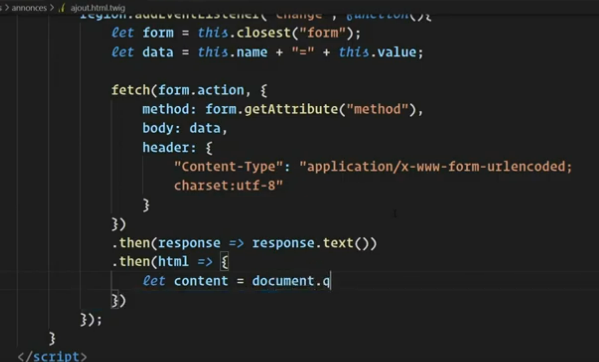 s > annonces > ajout.html.twig
region.addEventListener("change", function(){
let form = this.closest("form");
let data = this.name + "=" + this.value;
fetch(form.action, {
method: form.getAttribute("method"),
body: data,
header: {
"Content-Type": "application/x-www-form-urlencoded;
charset:utf-8"
}
})
.then(response => response.text())
.then(html => {
let content = document.q
})
});
}
</script>